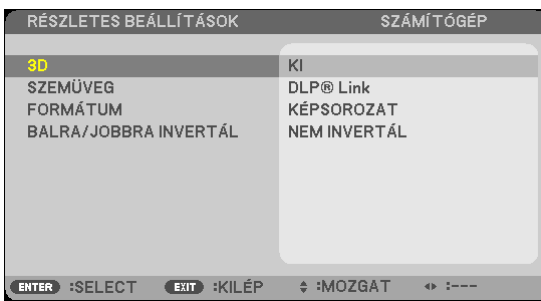 RÉSZLETES BEÁLLÍTÁSOK SZÁMÍTÓGÉP
3D KI
SZEMÜVEG DLP® Link
FORMÁTUM KÉPSOROZAT
BALRA/JOBBRA INVERTÁL NEM INVERTÁL
ENTER :SELECT EXIT :KILÉP :MOZGAT :---